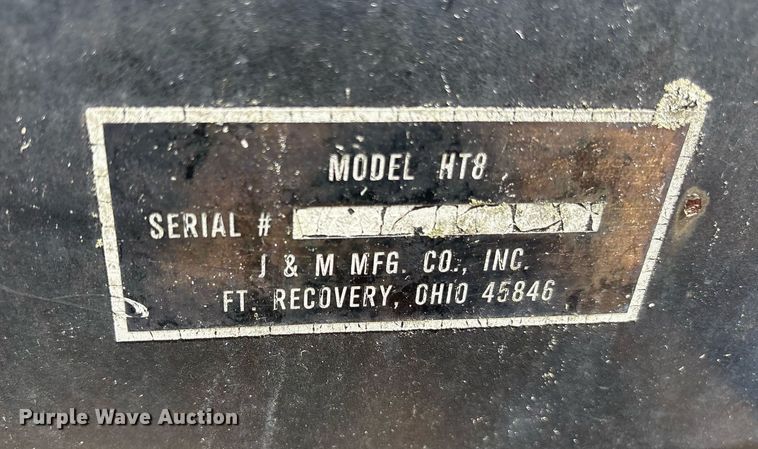 MODEL HT8
SERIAL #
J & M MFG. CO., INC.
FT. RECOVERY, OHIO 45846
Purple Wave Auction